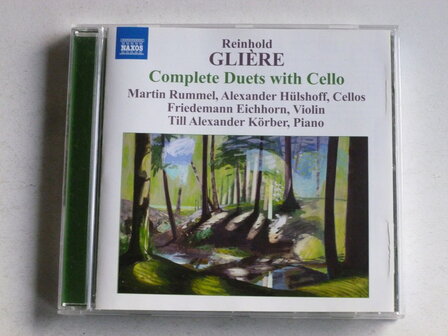 NAXOS
Reinhold
GLIÈRE
Complete Duets with Cello
Martin Rummel, Alexander Hülshoff, Cellos
Friedemann Eichhorn, Violin
Till Alexander Körber, Piano